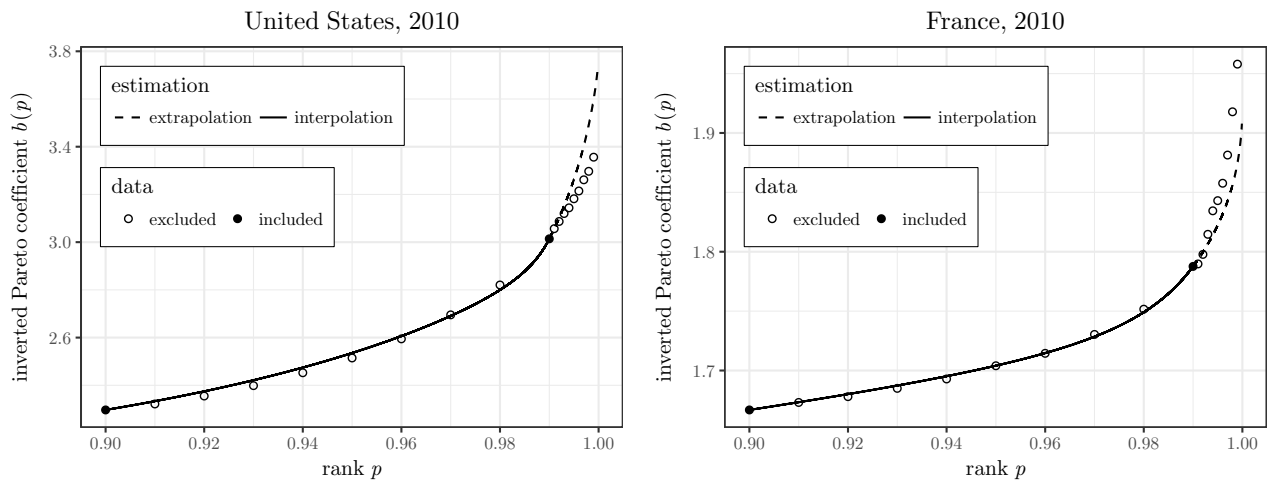 United States, 2010
inverted Pareto coefficient b(p)
3.8
3.4
3.0
2.6
estimation
extrapolation interpolation
data
excluded included
0.90 0.92 0.94 0.96 0.98 1.00
rank p
France, 2010
inverted Pareto coefficient b(p)
1.9
1.8
1.7
estimation
extrapolation interpolation
data
excluded included
0.90 0.92 0.94 0.96 0.98 1.00
rank p